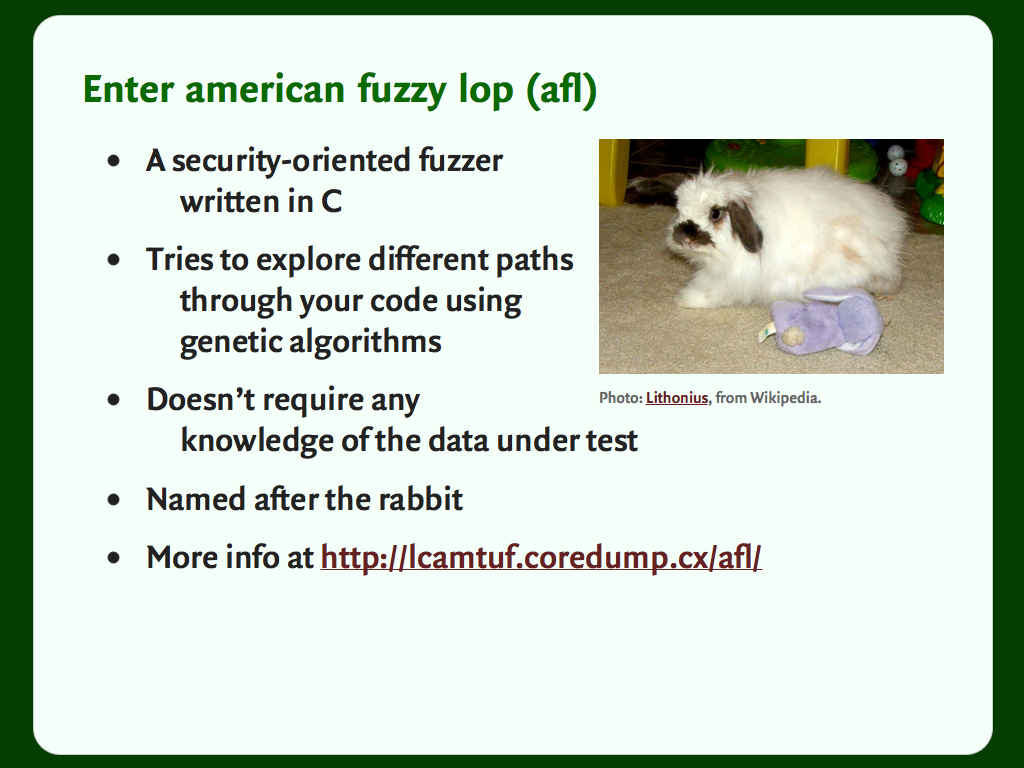 Enter american fuzzy lop (afl)
• A security-oriented fuzzer
written in C
• Tries to explore different paths
through your code using
genetic algorithms
• Doesn’t require any
knowledge of the data under test
• Named after the rabbit
• More info at http://lcamtuf.coredump.cx/afl/
Photo: Lithonius, from Wikipedia.